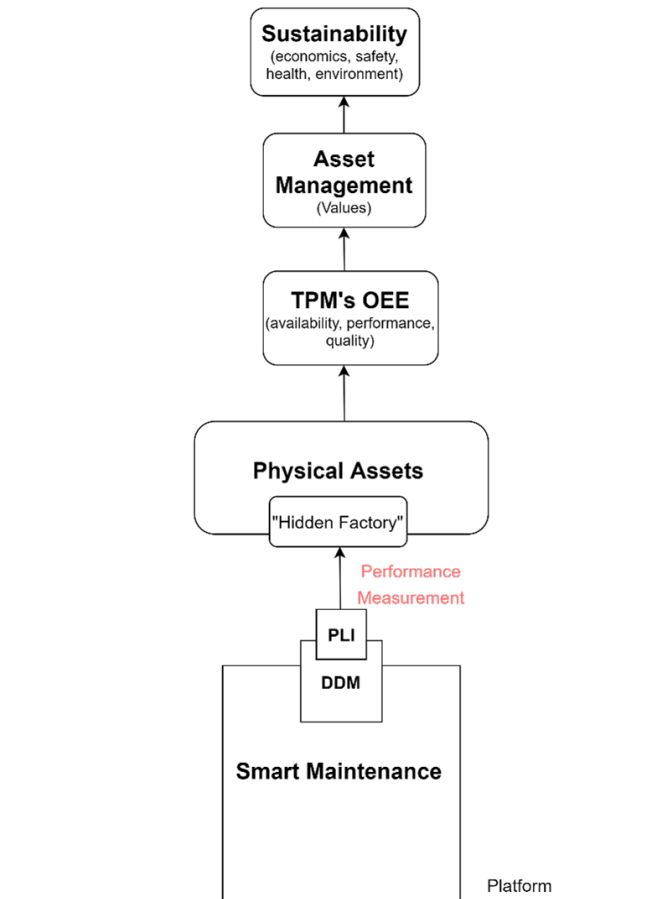 Sustainability
(economics, safety,
health, environment)
Asset
Management
(Values)
TPM's OEE
(availability, performance,
quality)
Physical Assets
"Hidden Factory"
Performance
Measurement
PLI
DDM
Smart Maintenance
Platform